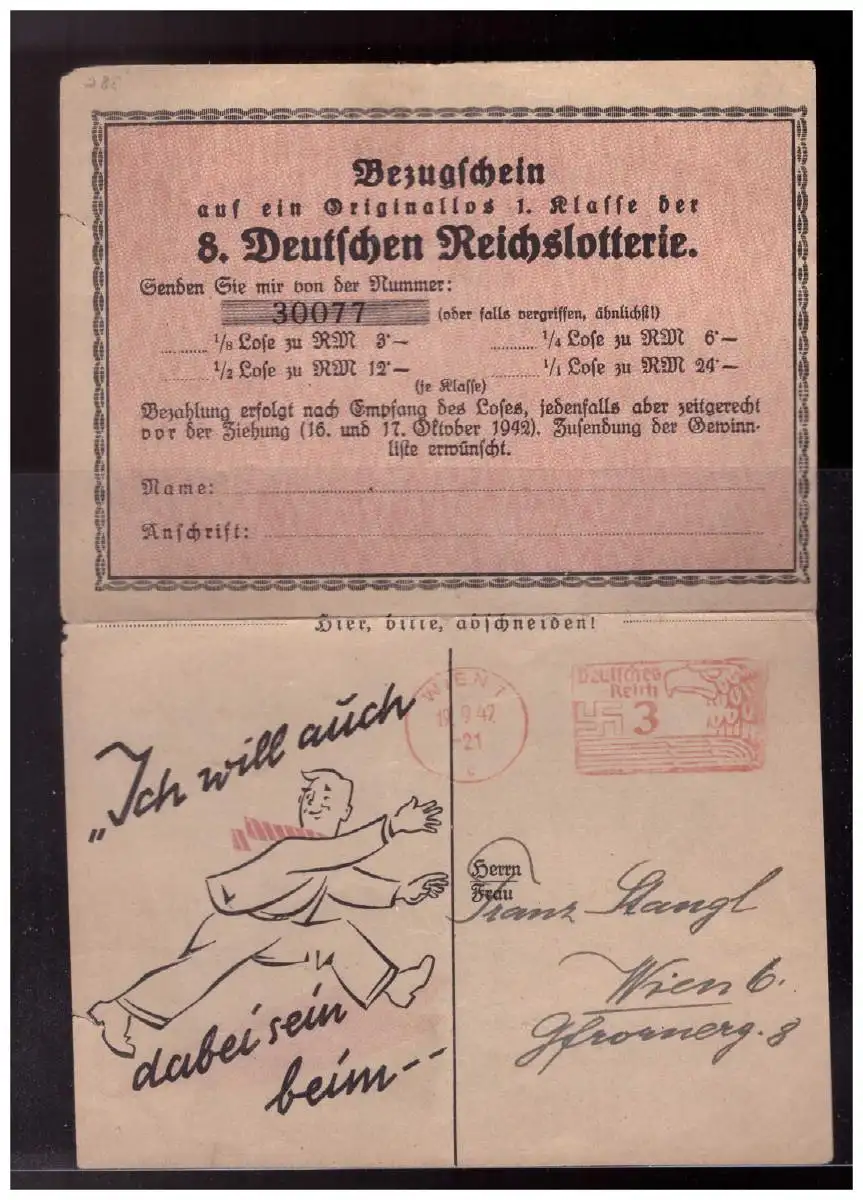 Bezugschein
auf ein Originallos 1. Klasse der
8. Deutschen Reichslotterie.
Senden Sie mir von der Nummer:
30077 (oder falls vergriffen, ähnlichst!)
1/8 Lose zu RM 3·— 1/4 Lose zu RM 6·—
1/2 Lose zu RM 12·— 1/1 Lose zu RM 24·—
(je Klasse)
Bezahlung erfolgt nach Empfang des Loses, jedenfalls aber zeitgerecht
vor der Ziehung (16. und 17. Oktober 1942). Zusendung der Gewinn-
liste erwünscht.
Name:
Anschrift:
Hier, bitte, abschneiden!
„Ich will auch
dabei sein
beim--
WIEN 1
9 42
-21
c
Deutsches
Reich
3
Herrn
Frau
Franz Stangl
Wien 6.